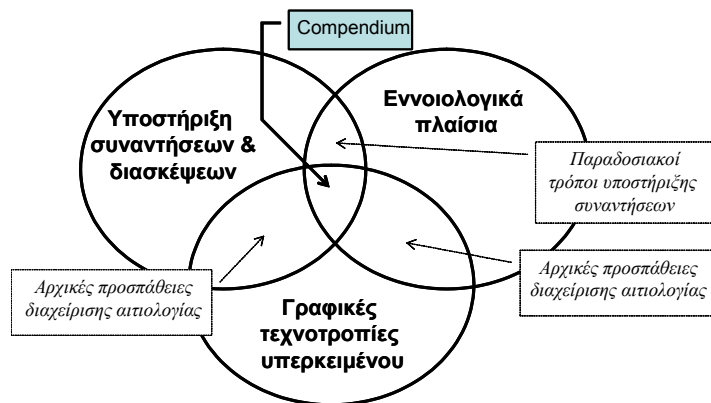 Compendium
Υποστήριξη
συναντήσεων &
διασκέψεων
Εννοιολογικά
πλαίσια
Παραδοσιακοί
τρόποι υποστήριξης
συναντήσεων
Αρχικές προσπάθειες
διαχείρισης αιτιολογίας
Αρχικές προσπάθειες
διαχείρισης αιτιολογίας
Γραφικές
τεχνοτροπίες
υπερκειμένου